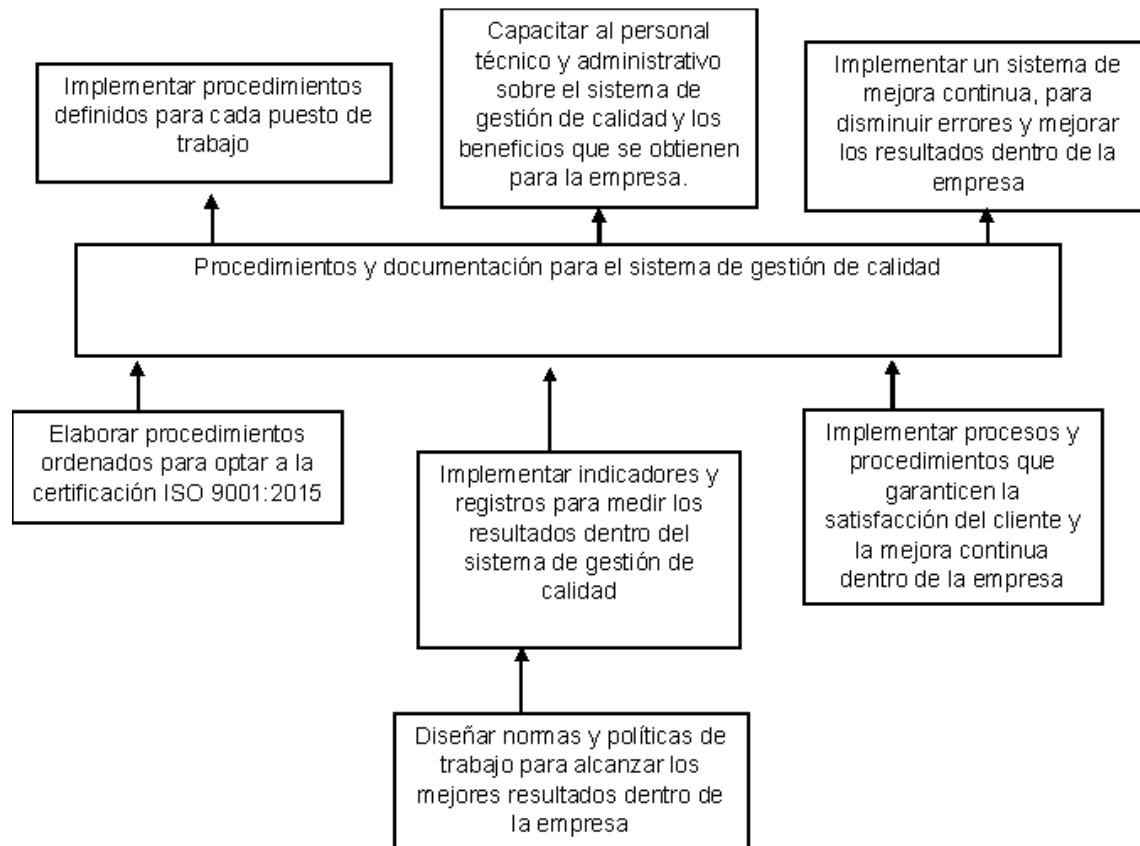 Implementar procedimientos
definidos para cada puesto de
trabajo
Capacitar al personal
técnico y administrativo
sobre el sistema de
gestión de calidad y los
beneficios que se obtienen
para la empresa.
Implementar un sistema de
mejora continua, para
disminuir errores y mejorar
los resultados dentro de la
empresa
Procedimientos y documentación para el sistema de gestión de calidad
Elaborar procedimientos
ordenados para optar a la
certificación ISO 9001:2015
Implementar indicadores y
registros para medir los
resultados dentro del
sistema de gestión de
calidad
Implementar procesos y
procedimientos que
garanticen la
satisfacción del cliente y
la mejora continua
dentro de la empresa
Diseñar normas y políticas de
trabajo para alcanzar los
mejores resultados dentro de
la empresa